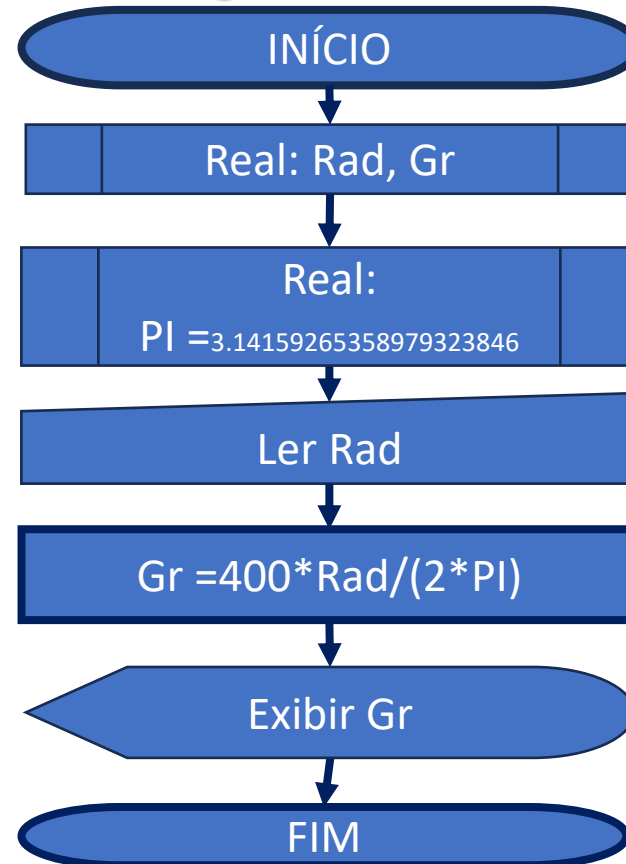 INÍCIO
Real: Rad, Gr
Real:
PI =3.14159265358979323846
Ler Rad
Gr =400*Rad/(2*PI)
Exibir Gr
FIM